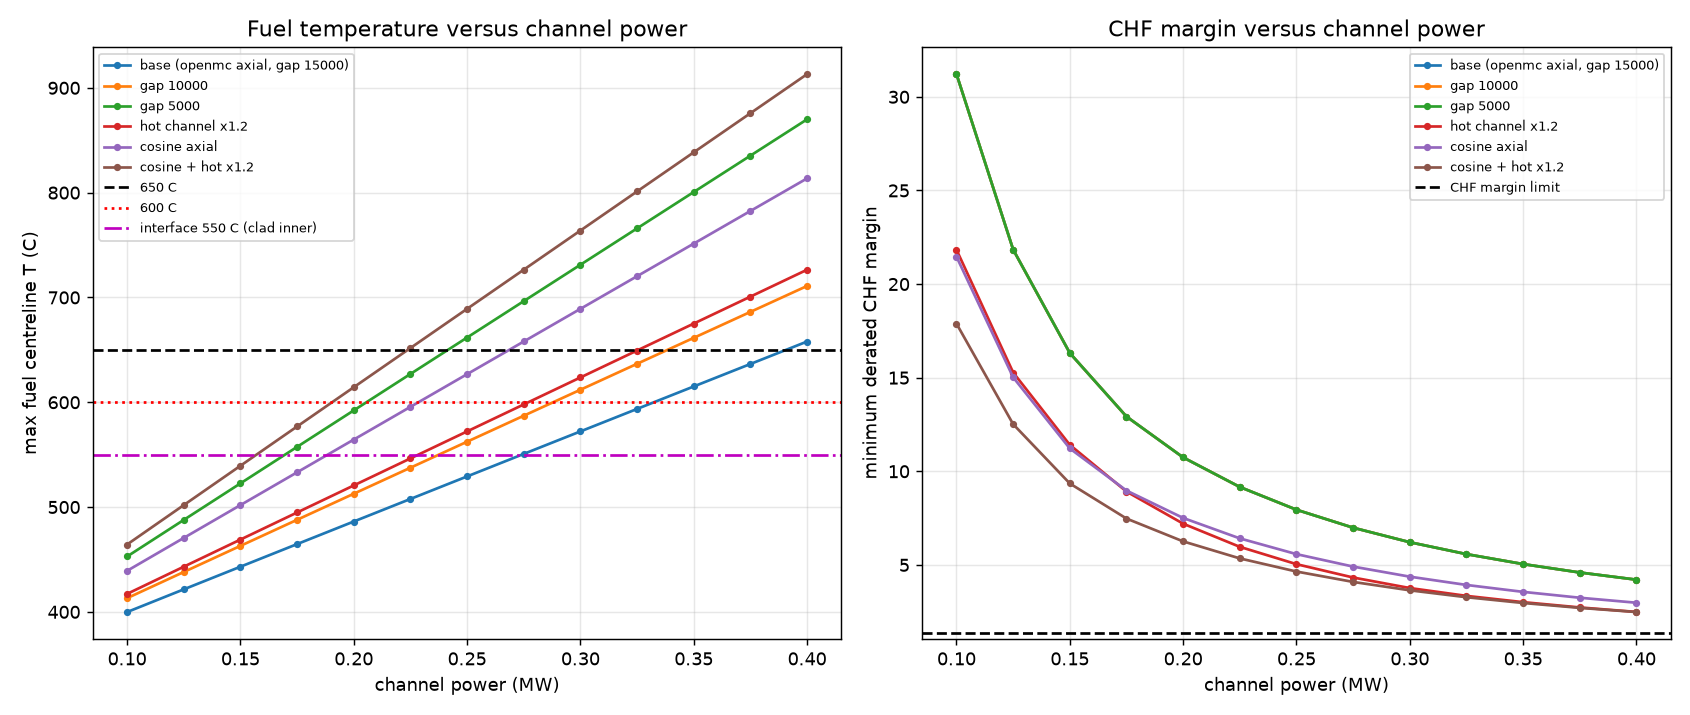 Fuel temperature versus channel power
base (openmc axial, gap 15000)
gap 10000
gap 5000
hot channel x1.2
cosine axial
cosine + hot x1.2
650 C
600 C
interface 550 C (clad inner)
max fuel centreline T (C)
900
800
700
600
500
400
0.10 0.15 0.20 0.25 0.30 0.35 0.40
channel power (MW)
CHF margin versus channel power
base (openmc axial, gap 15000)
gap 10000
gap 5000
hot channel x1.2
cosine axial
cosine + hot x1.2
CHF margin limit
minimum derated CHF margin
30
25
20
15
10
5
0.10 0.15 0.20 0.25 0.30 0.35 0.40
channel power (MW)